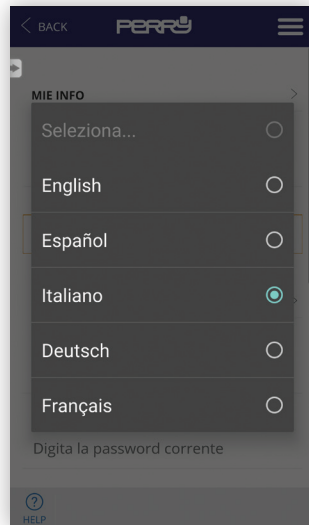 BACK
PERRY
MIE INFO
Seleziona...
English
Español
Italiano
Deutsch
Français
Digita la password corrente
HELP